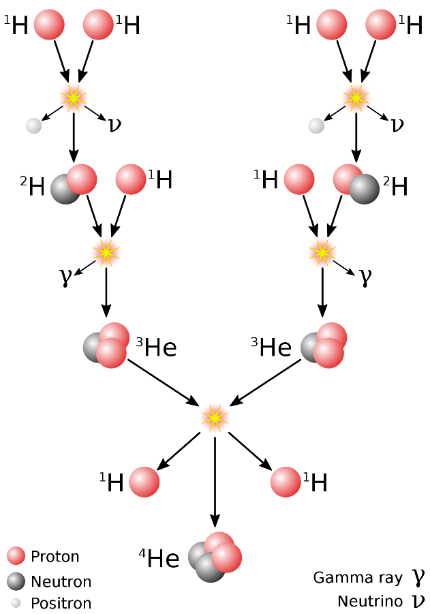 ¹H ¹H ¹H ¹H
ν ν
²H ¹H ¹H ²H
γ γ
³He ³He
¹H ¹H
⁴He
Proton
Neutron
Positron
Gamma ray γ
Neutrino ν